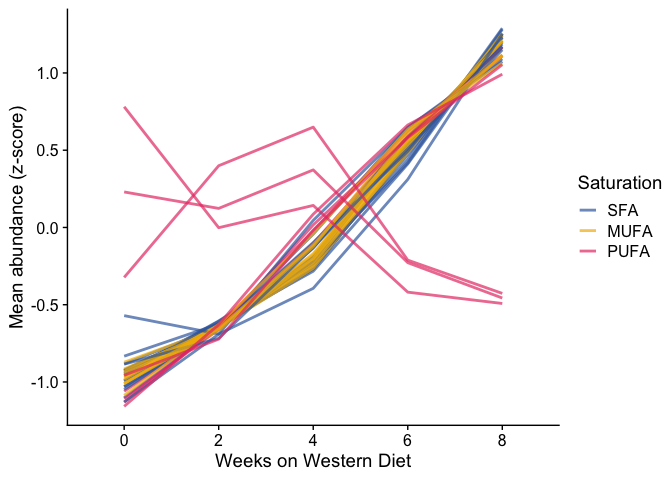 1.0
0.5
0.0
-0.5
-1.0
Mean abundance (z-score)
0 2 4 6 8
Weeks on Western Diet
Saturation
SFA
MUFA
PUFA